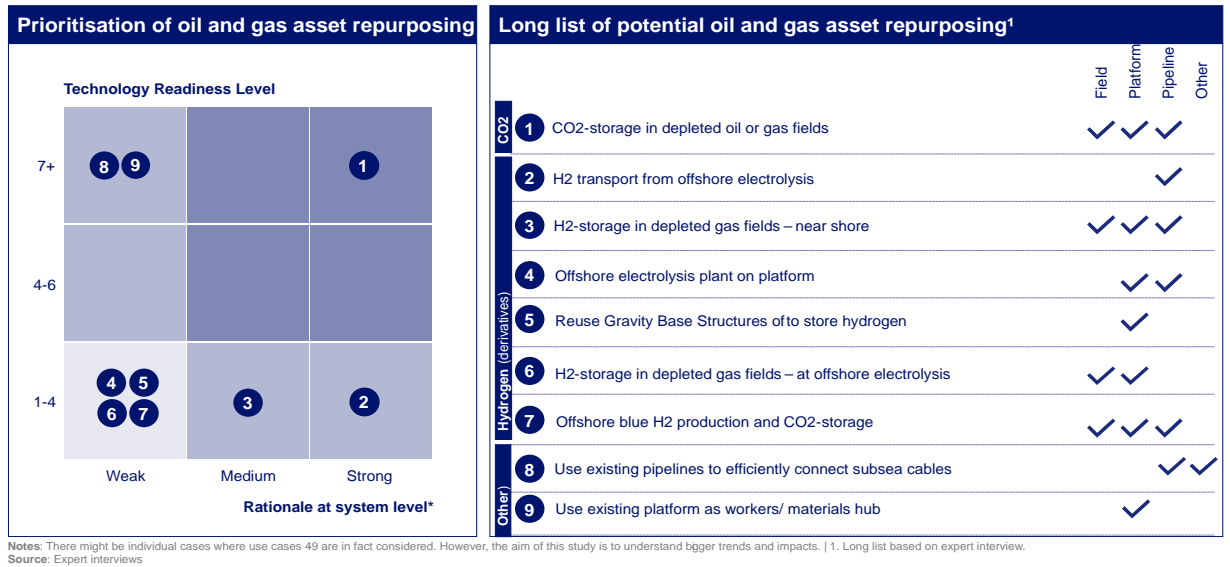 Prioritisation of oil and gas asset repurposing
Technology Readiness Level
7+
8 9
1
4-6
1-4
4 5
6 7
3
2
Weak Medium Strong
Rationale at system level*
Long list of potential oil and gas asset repurposing¹
Field Platform Pipeline Other
CO2
1 CO2-storage in depleted oil or gas fields
Hydrogen (derivatives)
2 H2 transport from offshore electrolysis
3 H2-storage in depleted gas fields – near shore
4 Offshore electrolysis plant on platform
5 Reuse Gravity Base Structures of to store hydrogen
6 H2-storage in depleted gas fields – at offshore electrolysis
7 Offshore blue H2 production and CO2-storage
Other)
8 Use existing pipelines to efficiently connect subsea cables
9 Use existing platform as workers/ materials hub
Notes: There might be individual cases where use cases 49 are in fact considered. However, the aim of this study is to understand bigger trends and impacts. | 1. Long list based on expert interview.
Source: Expert interviews